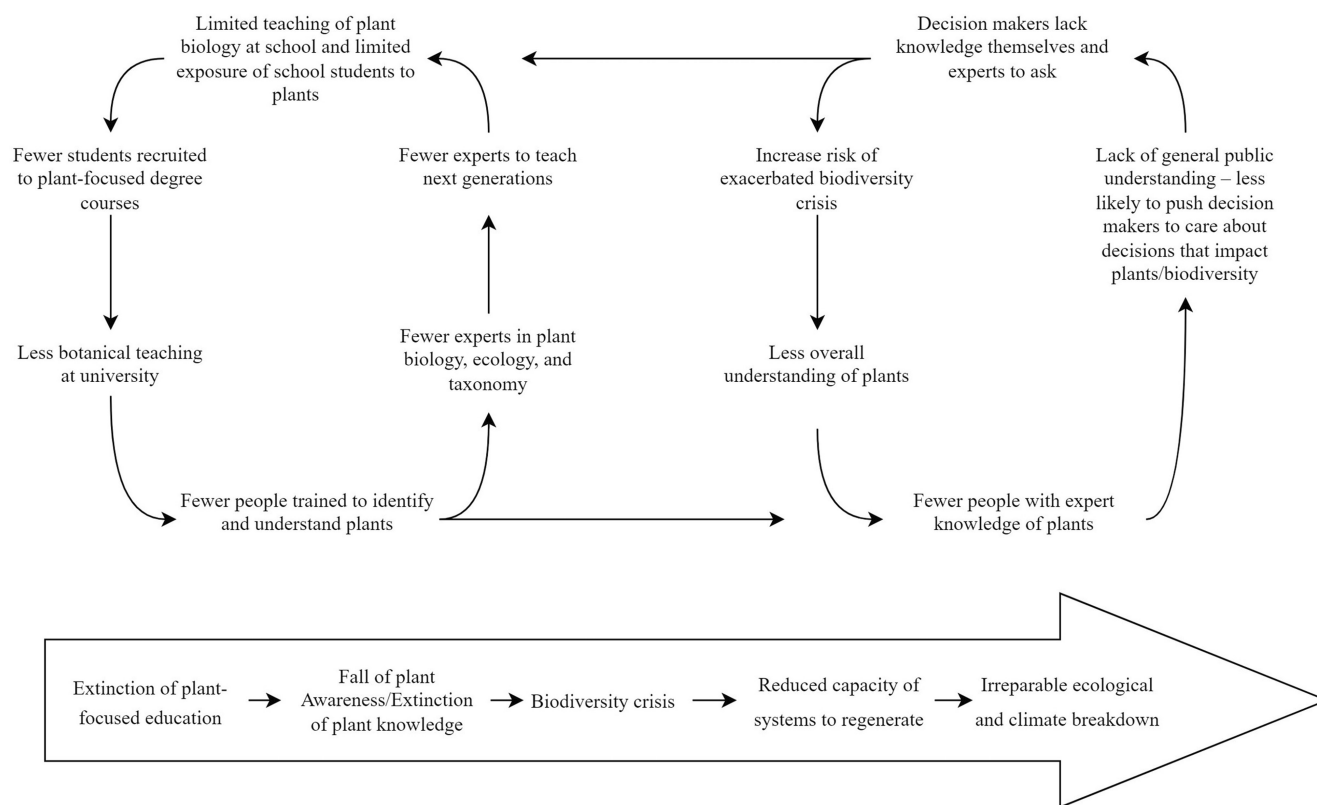 Limited teaching of plant
biology at school and limited
exposure of school students to
plants
Decision makers lack
knowledge themselves and
experts to ask
Fewer students recruited
to plant-focused degree
courses
Fewer experts to teach
next generations
Increase risk of
exacerbated biodiversity
crisis
Lack of general public
understanding – less
likely to push decision
makers to care about
decisions that impact
plants/biodiversity
Less botanical teaching
at university
Fewer experts in plant
biology, ecology, and
taxonomy
Less overall
understanding of plants
Fewer people trained to identify
and understand plants
Fewer people with expert
knowledge of plants
Extinction of plant-
focused education
Fall of plant
Awareness/Extinction
of plant knowledge
Biodiversity crisis
Reduced capacity of
systems to regenerate
Irreparable ecological
and climate breakdown